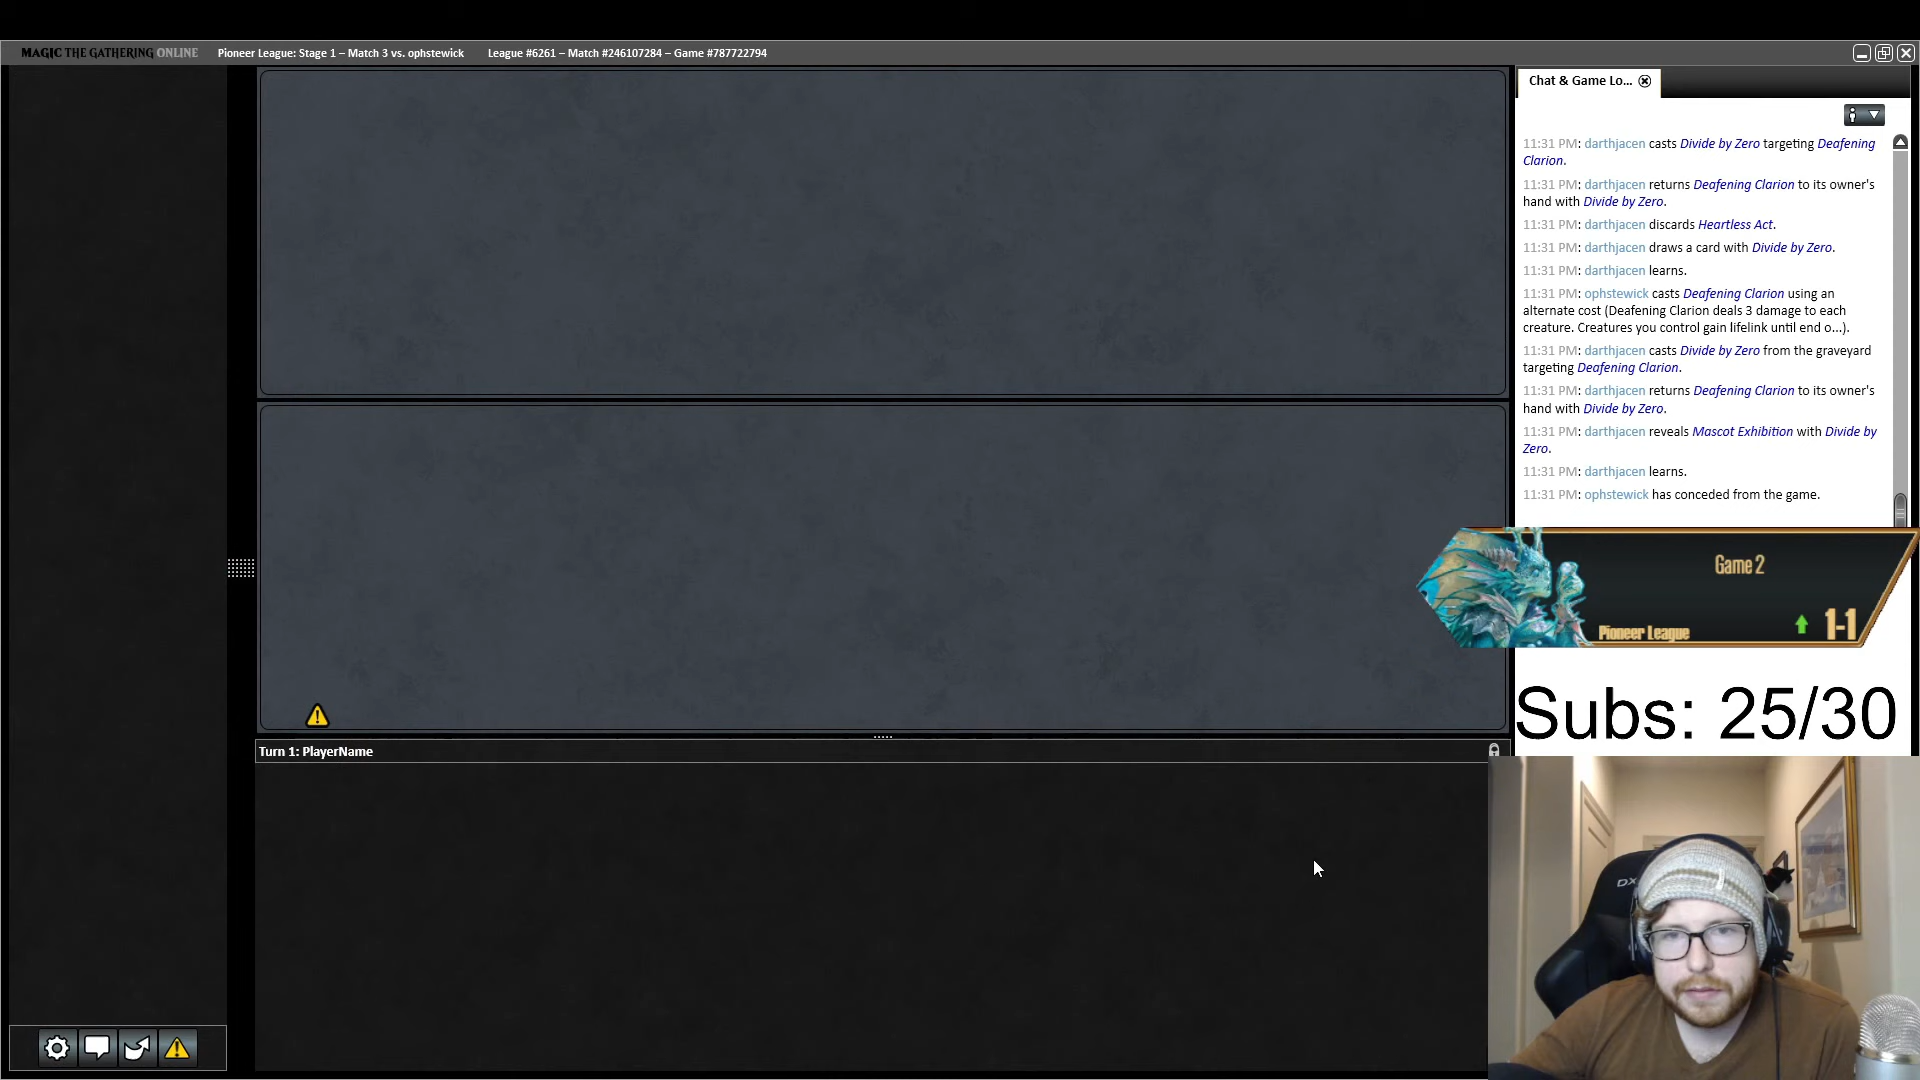 MAGIC THE GATHERING ONLINE Pioneer League: Stage 1 – Match 3 vs. ophstewick League #6261 – Match #246107284 – Game #787722794
Chat & Game Lo...
11:31 PM: darthjacen casts Divide by Zero targeting Deafening
Clarion.
11:31 PM: darthjacen returns Deafening Clarion to its owner's
hand with Divide by Zero.
11:31 PM: darthjacen discards Heartless Act.
11:31 PM: darthjacen draws a card with Divide by Zero.
11:31 PM: darthjacen learns.
11:31 PM: ophstewick casts Deafening Clarion using an
alternate cost (Deafening Clarion deals 3 damage to each
creature. Creatures you control gain lifelink until end o...).
11:31 PM: darthjacen casts Divide by Zero from the graveyard
targeting Deafening Clarion.
11:31 PM: darthjacen returns Deafening Clarion to its owner's
hand with Divide by Zero.
11:31 PM: darthjacen reveals Mascot Exhibition with Divide by
Zero.
11:31 PM: darthjacen learns.
11:31 PM: ophstewick has conceded from the game.
Game 2
Pioneer League 1-1
Subs: 25/30
Turn 1: PlayerName
DX